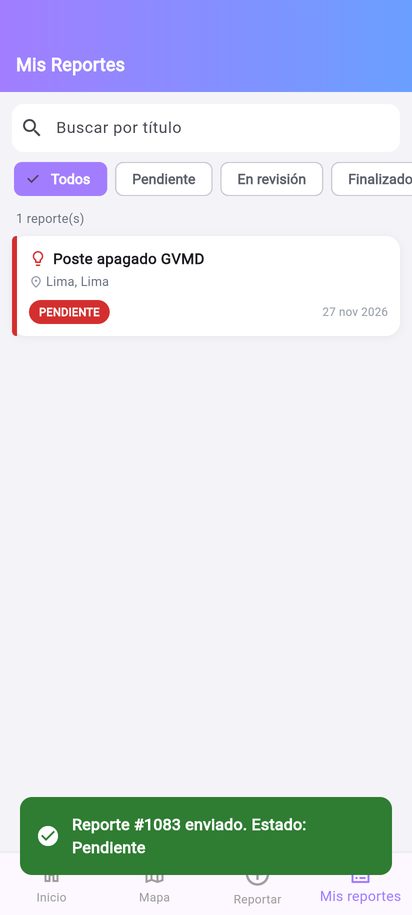 Mis Reportes
Buscar por título
Todos
Pendiente
En revisión
Finalizado
1 reporte(s)
Poste apagado GVMD
Lima, Lima
PENDIENTE
27 nov 2026
Reporte #1083 enviado. Estado:
Pendiente
Inicio
Mapa
Reportar
Mis reportes